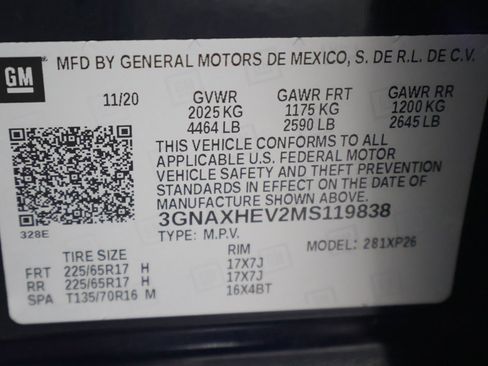 GM
MFD BY GENERAL MOTORS DE MEXICO, S. DE R.L. DE C.V.
11/20 GVWR GAWR FRT GAWR RR
2025 KG 1175 KG 1200 KG
4464 LB 2590 LB 2645 LB
THIS VEHICLE CONFORMS TO ALL
APPLICABLE U.S. FEDERAL MOTOR
VEHICLE SAFETY AND THEFT PREVENTION
STANDARDS IN EFFECT ON THE DATE OF
MANUFACTURE SHOWN ABOVE.
3GNAXHEV2MS119838
328E
TYPE: M.P.V. MODEL: 281XP26
TIRE SIZE RIM
FRT 225/65R17 H 17X7J
RR 225/65R17 H 17X7J
SPA T135/70R16 M 16X4BT